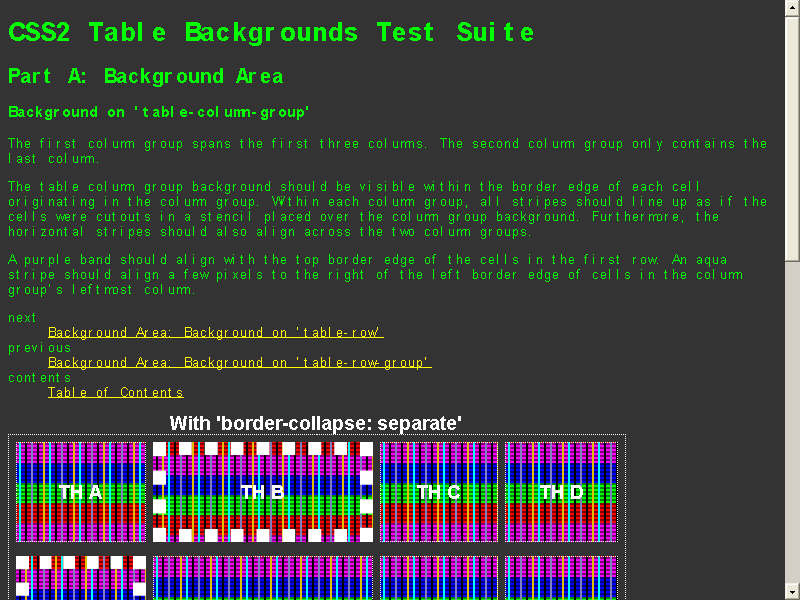 CSS2 Table Backgrounds Test Suite
Part A: Background Area
Background on 'table-column-group'
The first column group spans the first three columns. The second column group only contains the
last column.
The table column group background should be visible within the border edge of each cell
originating in the column group. Within each column group, all stripes should line up as if the
cells were cutouts in a stencil placed over the column group background. Furthermore, the
horizontal stripes should also align across the two column groups.
A purple band should align with the top border edge of the cells in the first row. An aqua
stripe should align a few pixels to the right of the left border edge of cells in the column
group's leftmost column.
next
Background Area: Background on 'table-row'
previous
Background Area: Background on 'table-row-group'
contents
Table of Contents
With 'border-collapse: separate'
TH A TH B TH C TH D